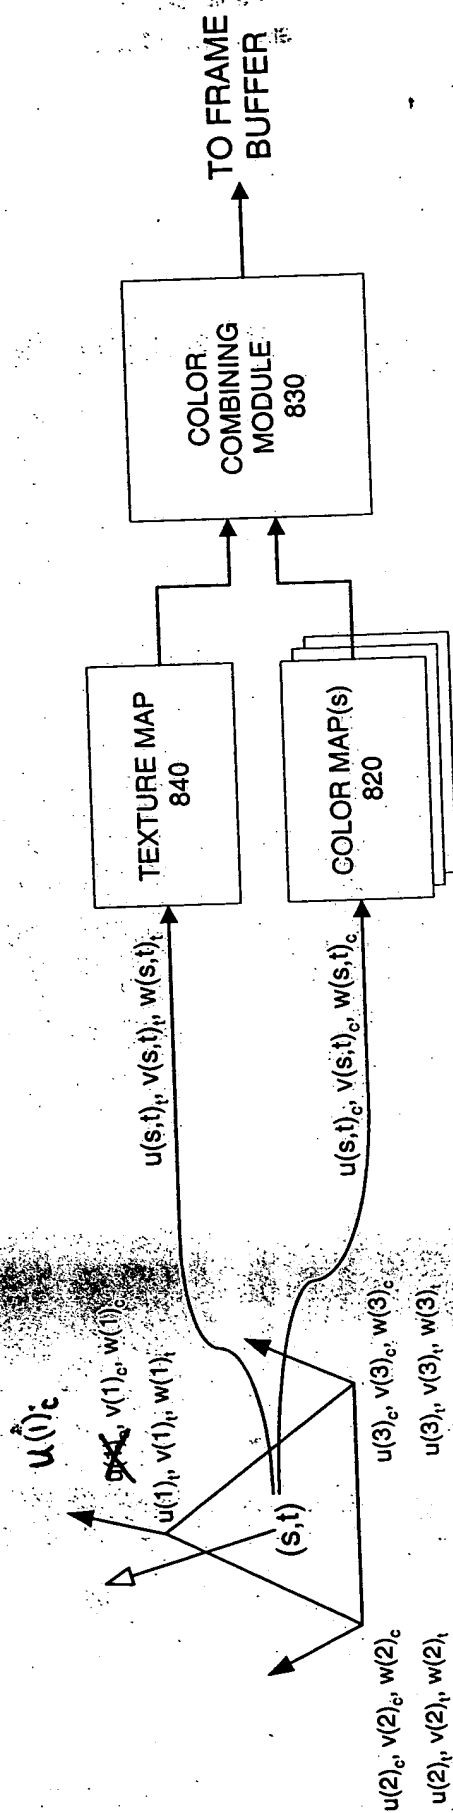 u(1)c
v(1)c, w(1)c
u(1)t, v(1)t, w(1)t
(s,t)
u(2)c, v(2)c, w(2)c
u(2)t, v(2)t, w(2)t
u(3)c, v(3)c, w(3)c
u(3)t, v(3)t, w(3)t
u(s,t)t, v(s,t)t, w(s,t)t
u(s,t)c, v(s,t)c, w(s,t)c
TEXTURE MAP
840
COLOR MAP(s)
820
COLOR
COMBINING
MODULE
830
TO FRAME
BUFFER